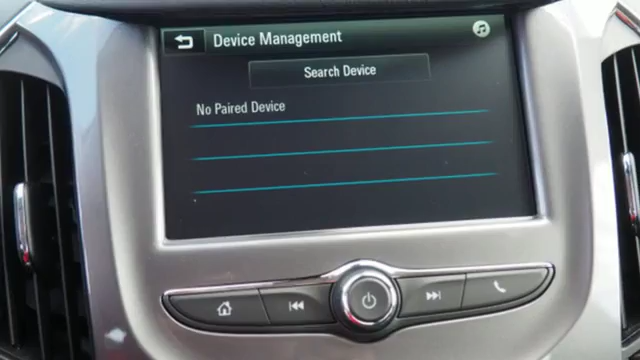 Device Management
Search Device
No Paired Device